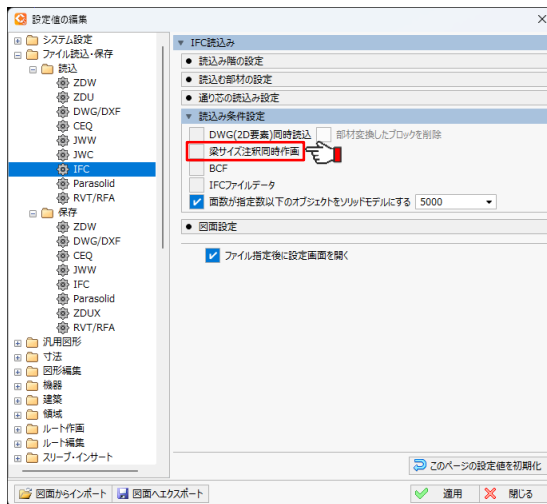 設定値の編集
システム設定
ファイル読込・保存
読込
ZDW
ZDU
DWG/DXF
CEQ
JWW
JWC
IFC
Parasolid
RVT/RFA
保存
ZDW
DWG/DXF
CEQ
JWW
IFC
Parasolid
ZDUX
RVT/RFA
汎用図形
寸法
図形編集
機器
建築
領域
ルート作画
ルート編集
スリーブ・インサート
IFC読込み
読込み階の設定
読込む部材の設定
通り芯の読込み設定
読込み条件設定
DWG(2D要素)同時読込 部材変換したブロックを削除
梁サイズ注釈同時作画
BCF
IFCファイルデータ
面数が指定数以下のオブジェクトをソリッドモデルにする 5000
図面設定
ファイル指定後に設定画面を開く
このページの設定値を初期化
図面からインポート 図面へエクスポート 適用 閉じる